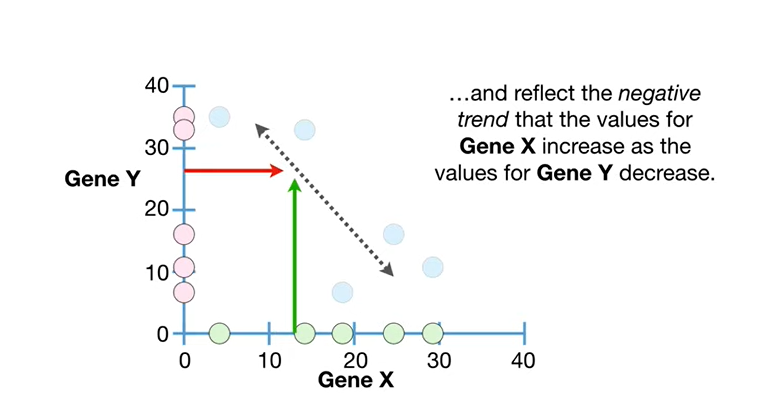 …and reflect the negative
trend that the values for
Gene X increase as the
values for Gene Y decrease.
40
30
Gene Y
20
10
0
0 10 20 30 40
Gene X